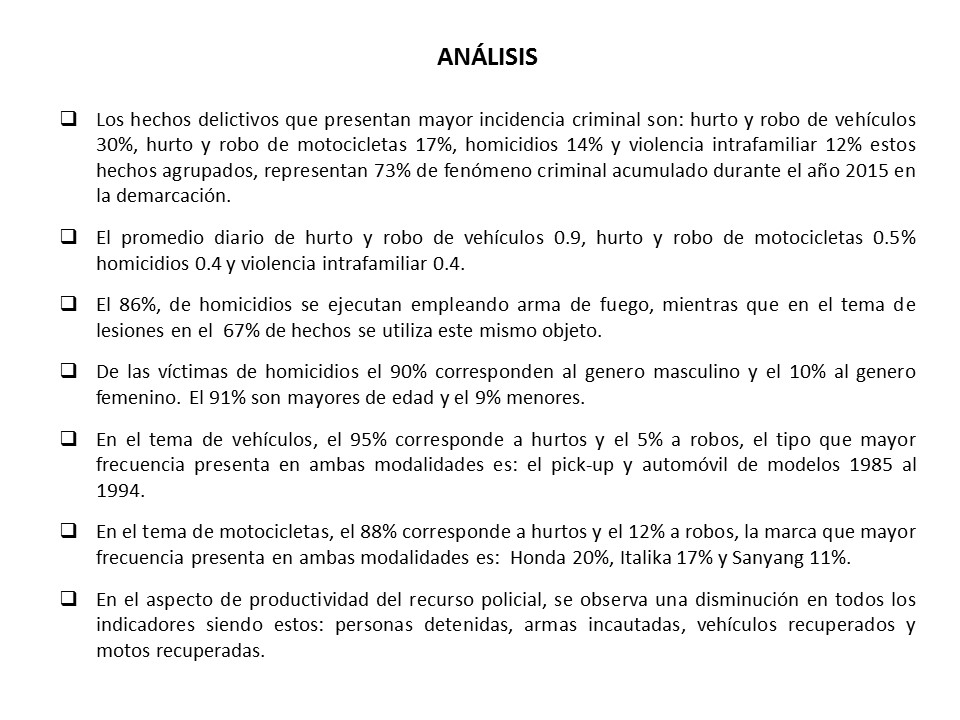 ANÁLISIS
❑ Los hechos delictivos que presentan mayor incidencia criminal son: hurto y robo de vehículos
30%, hurto y robo de motocicletas 17%, homicidios 14% y violencia intrafamiliar 12% estos
hechos agrupados, representan 73% de fenómeno criminal acumulado durante el año 2015 en
la demarcación.
❑ El promedio diario de hurto y robo de vehículos 0.9, hurto y robo de motocicletas 0.5%
homicidios 0.4 y violencia intrafamiliar 0.4.
❑ El 86%, de homicidios se ejecutan empleando arma de fuego, mientras que en el tema de
lesiones en el 67% de hechos se utiliza este mismo objeto.
❑ De las víctimas de homicidios el 90% corresponden al genero masculino y el 10% al genero
femenino. El 91% son mayores de edad y el 9% menores.
❑ En el tema de vehículos, el 95% corresponde a hurtos y el 5% a robos, el tipo que mayor
frecuencia presenta en ambas modalidades es: el pick-up y automóvil de modelos 1985 al
1994.
❑ En el tema de motocicletas, el 88% corresponde a hurtos y el 12% a robos, la marca que mayor
frecuencia presenta en ambas modalidades es: Honda 20%, Italika 17% y Sanyang 11%.
❑ En el aspecto de productividad del recurso policial, se observa una disminución en todos los
indicadores siendo estos: personas detenidas, armas incautadas, vehículos recuperados y
motos recuperadas.